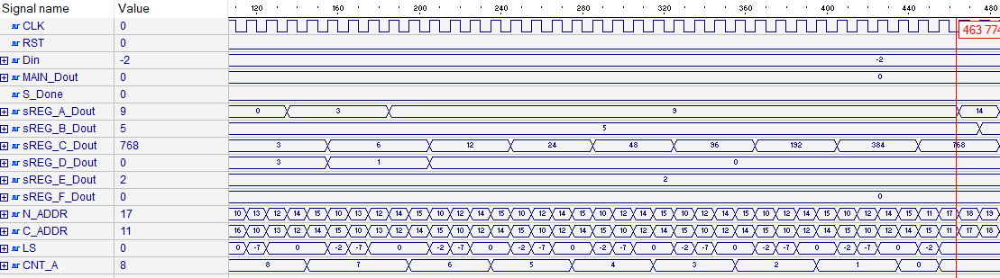 Signal name Value 120 160 200 240 280 320 360 400 440 480
CLK 0 463 774
RST 0
Din -2 -2
MAIN_Dout 0 0
S_Done 0
sREG_A_Dout 9 0 3 9 14
sREG_B_Dout 5 5
sREG_C_Dout 768 3 6 12 24 48 96 192 384 768
sREG_D_Dout 0 3 1 0
sREG_E_Dout 2 2
sREG_F_Dout 0 0
N_ADDR 17 10 13 12 14 15 10 13 12 14 15 10 12 14 15 10 12 14 15 10 12 14 15 10 12 14 15 10 12 14 15 10 12 14 15 11 17 18 19
C_ADDR 11 16 10 13 12 14 15 10 13 12 14 15 10 12 14 15 10 12 14 15 10 12 14 15 10 12 14 15 10 12 14 15 10 12 14 15 11 17 18
LS 0 0 -7 0 -2 -7 0 -2 -7 0 -2 -7 0 -2 -7 0 -2 -7 0 -2 -7 0 -2 -7 0 -2
CNT_A 8 8 7 6 5 4 3 2 1 0